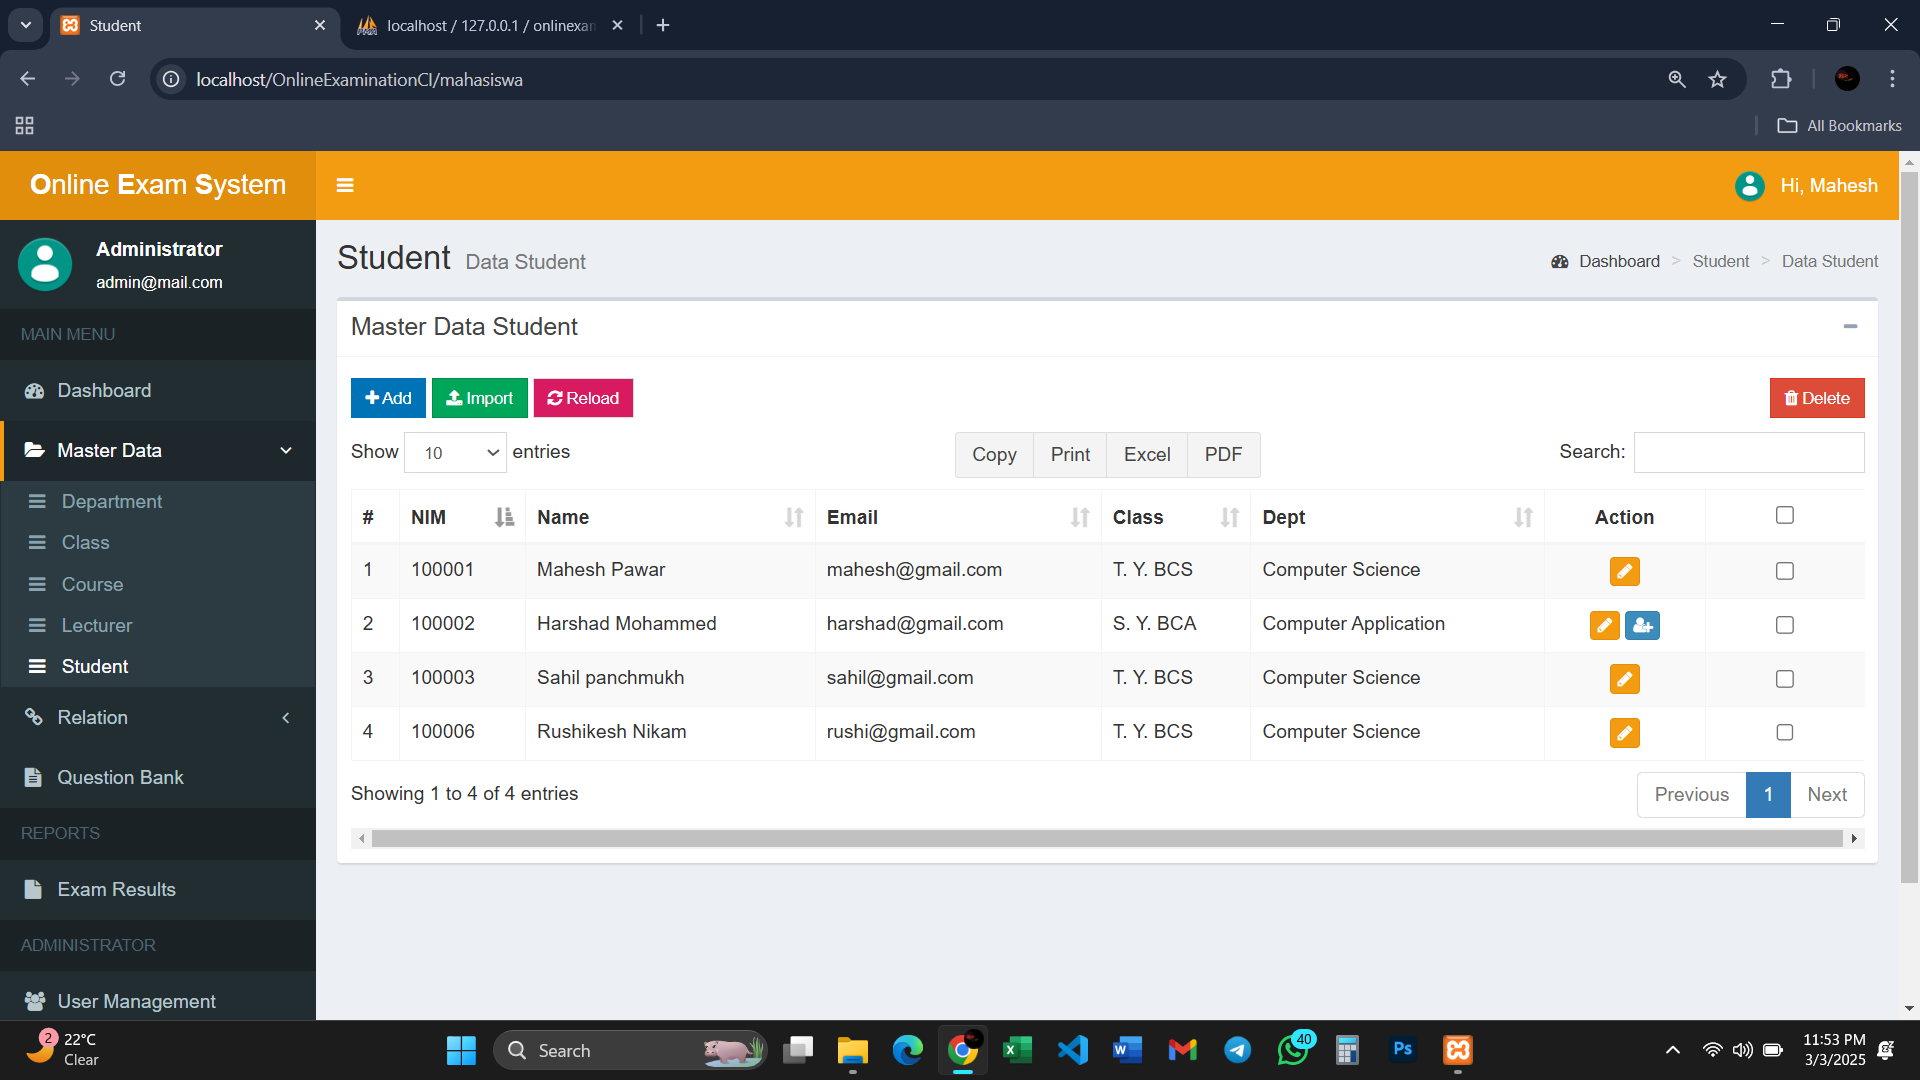 Student
localhost / 127.0.0.1 / onlinexan
localhost/OnlineExaminationCI/mahasiswa
All Bookmarks
Online Exam System
Hi, Mahesh
Administrator
admin@mail.com
Student Data Student
Dashboard > Student > Data Student
MAIN MENU
Master Data Student
Dashboard
Add Import Reload
Delete
Master Data
Show 10 entries
Copy Print Excel PDF
Search:
Department
Class
Course
Lecturer
Student
# NIM Name Email Class Dept Action
1 100001 Mahesh Pawar mahesh@gmail.com T. Y. BCS Computer Science
2 100002 Harshad Mohammed harshad@gmail.com S. Y. BCA Computer Application
3 100003 Sahil panchmukh sahil@gmail.com T. Y. BCS Computer Science
4 100006 Rushikesh Nikam rushi@gmail.com T. Y. BCS Computer Science
Relation
Question Bank
Showing 1 to 4 of 4 entries
Previous 1 Next
REPORTS
Exam Results
ADMINISTRATOR
User Management
2
22°C
Clear
Search
W
Ps
40
11:53 PM
3/3/2025